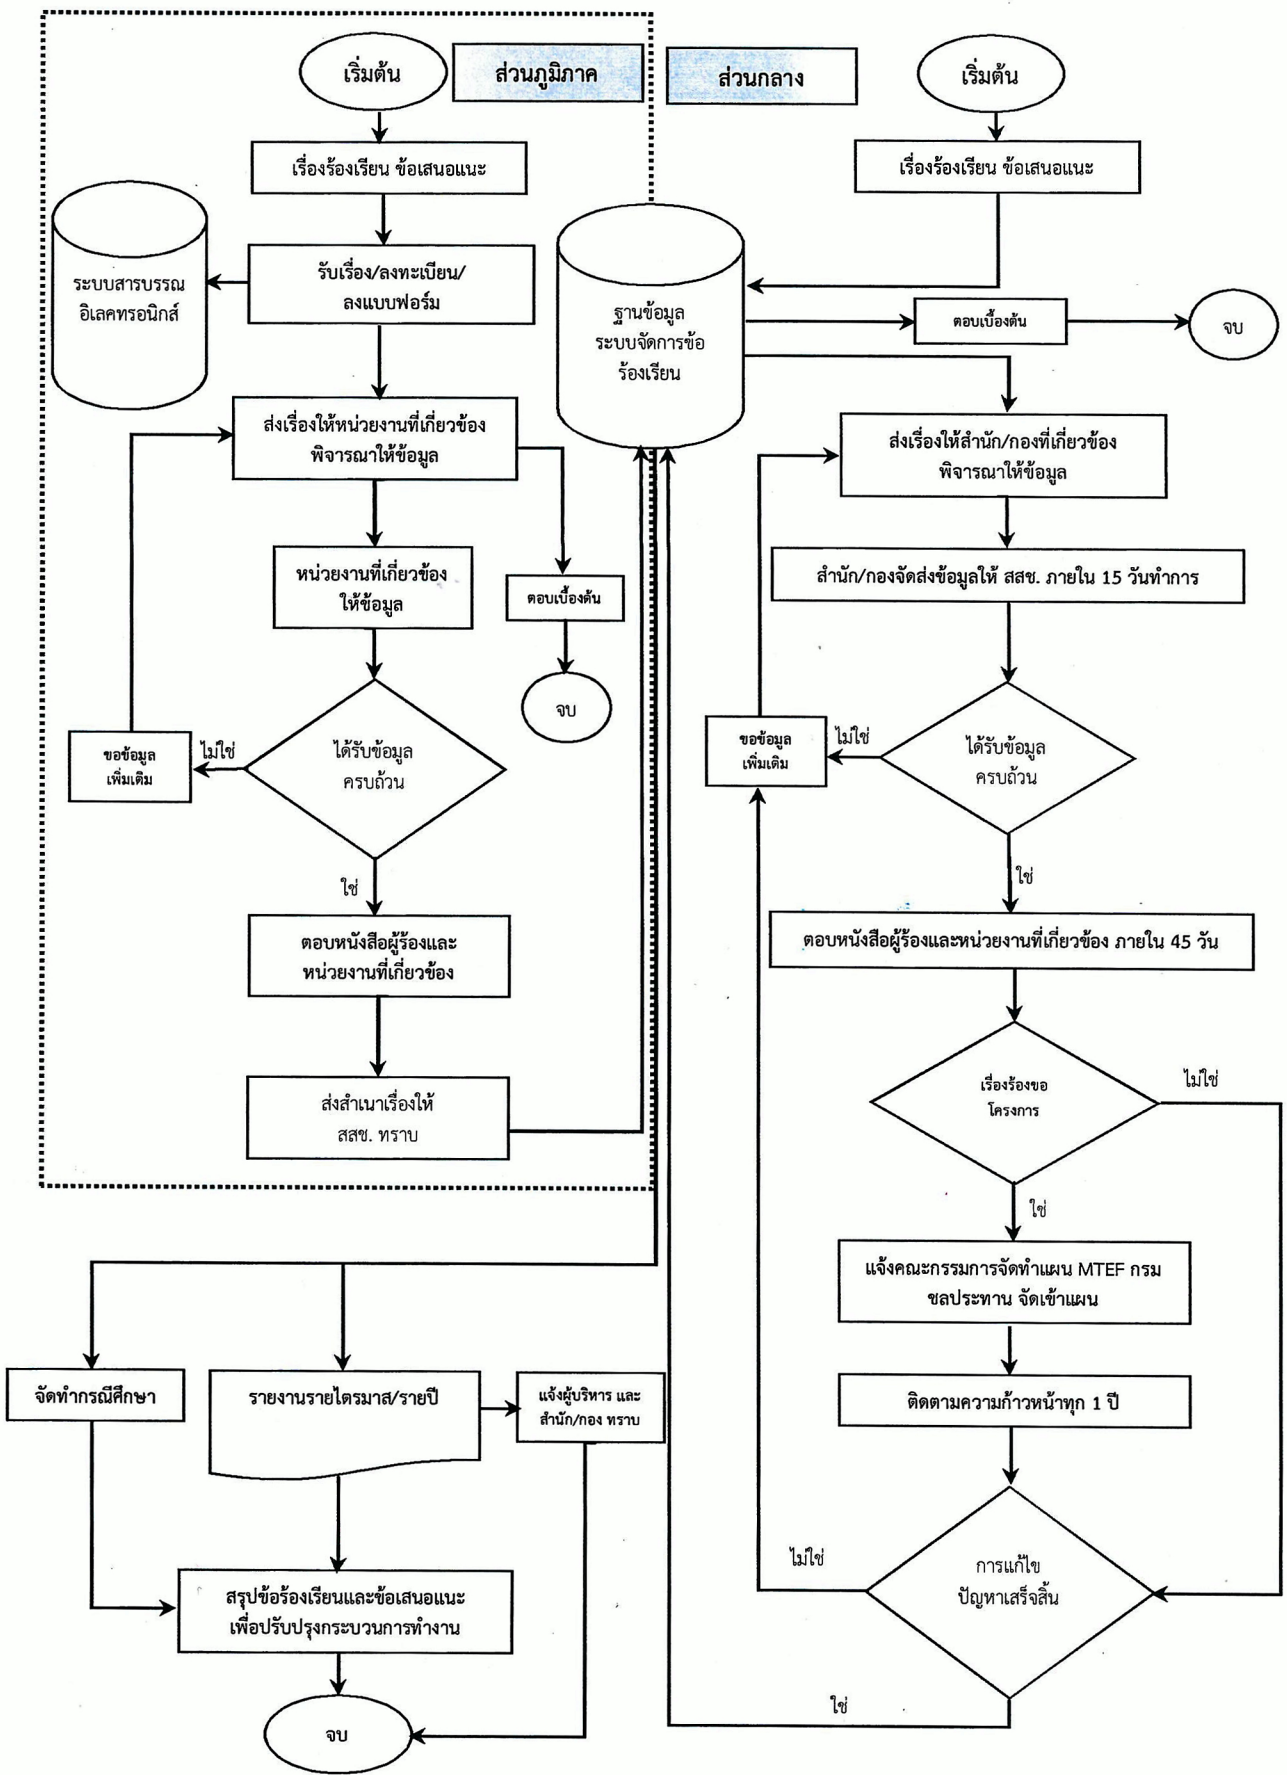 เริ่มต้น
ส่วนภูมิภาค
ส่วนกลาง
เริ่มต้น
เรื่องร้องเรียน ข้อเสนอแนะ
เรื่องร้องเรียน ข้อเสนอแนะ
ระบบสารบรรณ
อิเลคทรอนิกส์
รับเรื่อง/ลงทะเบียน/
ลงแบบฟอร์ม
ฐานข้อมูล
ระบบจัดการข้อ
ร้องเรียน
ตอบเบื้องต้น
จบ
ส่งเรื่องให้หน่วยงานที่เกี่ยวข้อง
พิจารณาให้ข้อมูล
ส่งเรื่องให้สำนัก/กองที่เกี่ยวข้อง
พิจารณาให้ข้อมูล
หน่วยงานที่เกี่ยวข้อง
ให้ข้อมูล
ตอบเบื้องต้น
จบ
สำนัก/กองจัดส่งข้อมูลให้ สสช. ภายใน 15 วันทำการ
ขอข้อมูล
เพิ่มเติม
ไม่ใช่
ได้รับข้อมูล
ครบถ้วน
ขอข้อมูล
เพิ่มเติม
ไม่ใช่
ได้รับข้อมูล
ครบถ้วน
ใช่
ใช่
ตอบหนังสือผู้ร้องและ
หน่วยงานที่เกี่ยวข้อง
ตอบหนังสือผู้ร้องและหน่วยงานที่เกี่ยวข้อง ภายใน 45 วัน
ส่งสำเนาเรื่องให้
สสช. ทราบ
เรื่องร้องขอ
โครงการ
ไม่ใช่
ใช่
แจ้งคณะกรรมการจัดทำแผน MTEF กรม
ชลประทาน จัดเข้าแผน
จัดทำกรณีศึกษา
รายงานรายไตรมาส/รายปี
แจ้งผู้บริหาร และ
สำนัก/กอง ทราบ
ติดตามความก้าวหน้าทุก 1 ปี
ไม่ใช่
การแก้ไข
ปัญหาเสร็จสิ้น
สรุปข้อร้องเรียนและข้อเสนอแนะ
เพื่อปรับปรุงกระบวนการทำงาน
ใช่
จบ